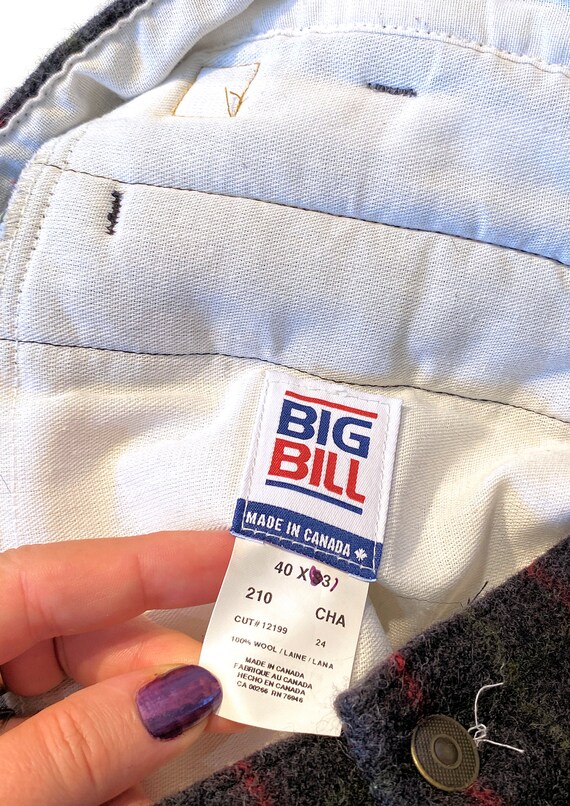 BIG
BILL
MADE IN CANADA
40 X 31
210 CHA
CUT# 12199 24
100% WOOL / LAINE / LANA
MADE IN CANADA
FABRIQUE AU CANADA
HECHO EN CANADA
CA 00266 RN 76946